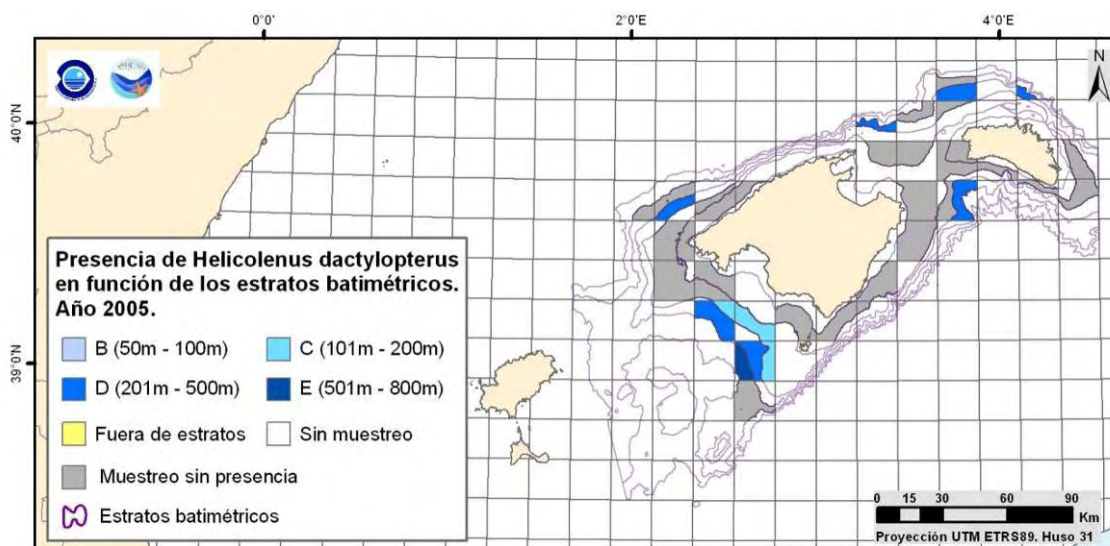 0°0'
2°0'E
4°0'E
N
40°0'N
39°0'N
Presencia de Helicolenus dactylopterus
en función de los estratos batimétricos.
Año 2005.
B (50m - 100m)
C (101m - 200m)
D (201m - 500m)
E (501m - 800m)
Fuera de estratos
Sin muestreo
Muestreo sin presencia
Estratos batimétricos
0 15 30 60 90
Km
Proyección UTM ETRS89. Huso 31